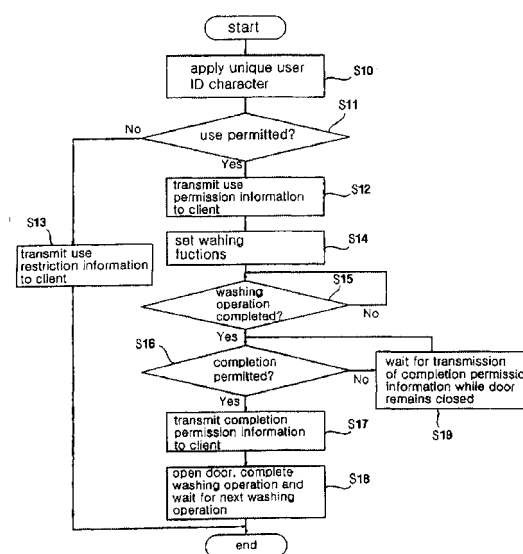 start
apply unique user
ID character
S10
S11
No
use permitted?
Yes
transmit use
permission information
to client
S12
S13
transmit use
restriction information
to client
set wahing
fuctions
S14
S15
washing
operation
completed?
No
Yes
S16
completion
permitted?
No
wait for transmission
of completion permissio
information while door
remains closed
S19
Yes
transmit completion
permission information to
client
S17
open door, complete
washing operation and
wait for next washing
operation
S18
end